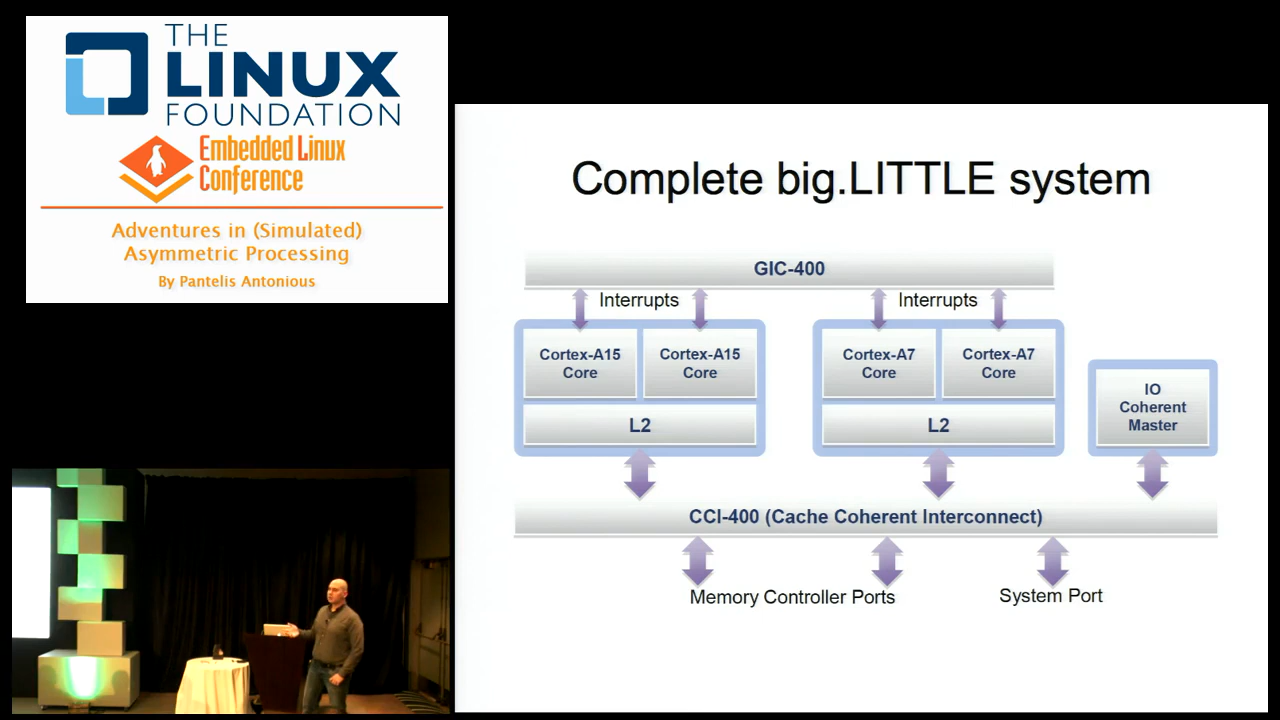 THE
LINUX
FOUNDATION
Embedded Linux
Conference
Adventures in (Simulated)
Asymmetric Processing
By Pantelis Antonious
Complete big.LITTLE system
GIC-400
Interrupts
Interrupts
Cortex-A15
Core
Cortex-A15
Core
L2
Cortex-A7
Core
Cortex-A7
Core
L2
IO
Coherent
Master
CCI-400 (Cache Coherent Interconnect)
Memory Controller Ports
System Port